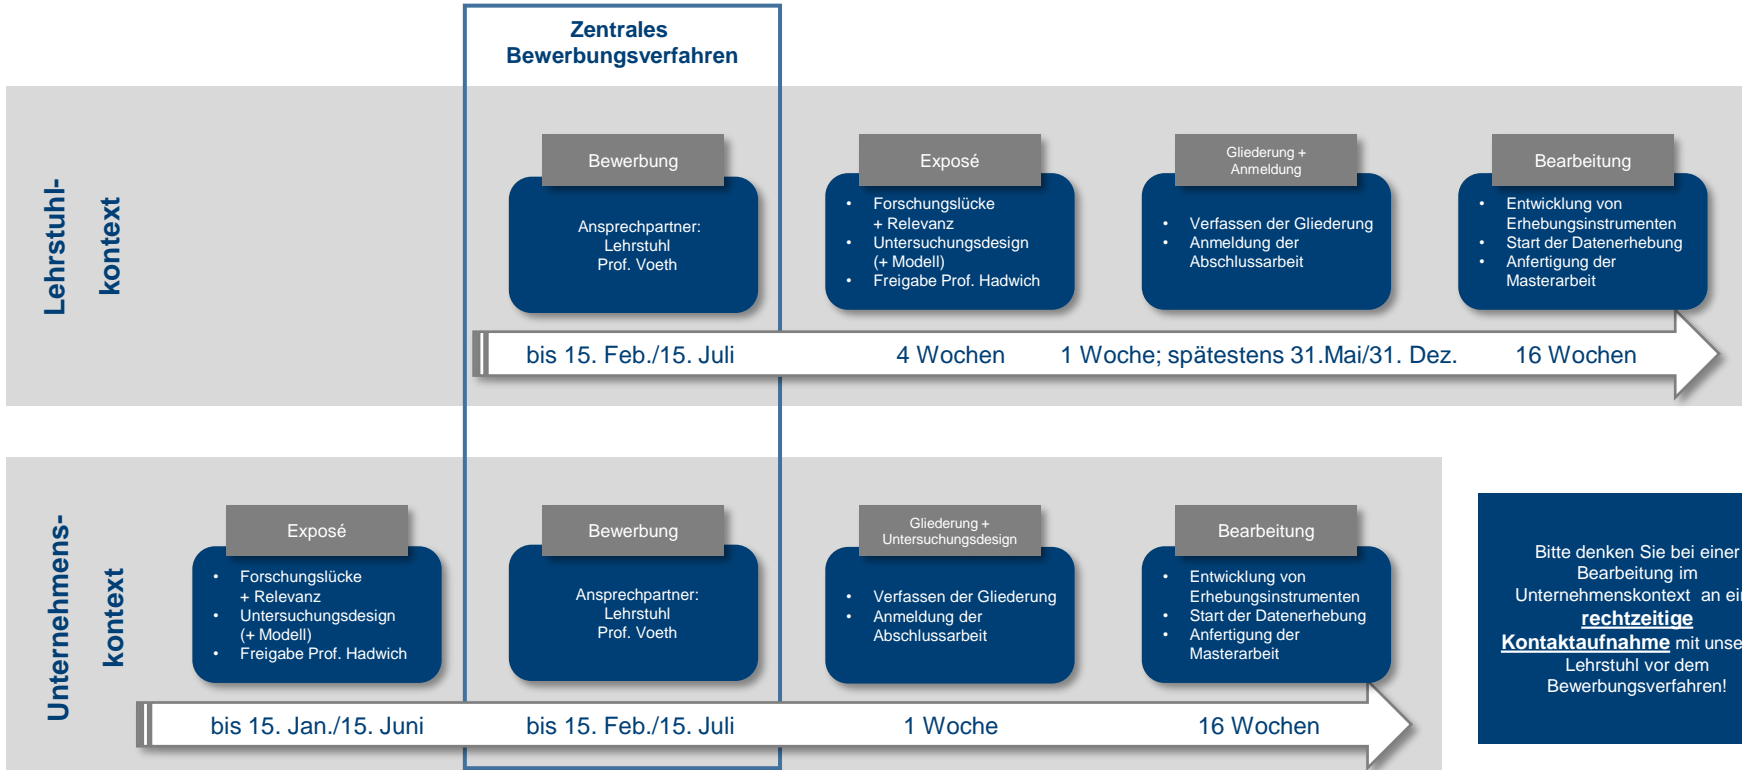 Zentrales
Bewerbungsverfahren
Lehrstuhl-
kontext
Bewerbung
Ansprechpartner:
Lehrstuhl
Prof. Voeth
Exposé
• Forschungslücke
+ Relevanz
• Untersuchungsdesign
(+ Modell)
• Freigabe Prof. Hadwich
Gliederung +
Anmeldung
• Verfassen der Gliederung
• Anmeldung der
Abschlussarbeit
Bearbeitung
• Entwicklung von
Erhebungsinstrumenten
• Start der Datenerhebung
• Anfertigung der
Masterarbeit
bis 15. Feb./15. Juli
4 Wochen
1 Woche; spätestens 31.Mai/31. Dez.
16 Wochen
Unternehmens-
kontext
Exposé
• Forschungslücke
+ Relevanz
• Untersuchungsdesign
(+ Modell)
• Freigabe Prof. Hadwich
Bewerbung
Ansprechpartner:
Lehrstuhl
Prof. Voeth
Gliederung +
Untersuchungsdesign
• Verfassen der Gliederung
• Anmeldung der
Abschlussarbeit
Bearbeitung
• Entwicklung von
Erhebungsinstrumenten
• Start der Datenerhebung
• Anfertigung der
Masterarbeit
bis 15. Jan./15. Juni
bis 15. Feb./15. Juli
1 Woche
16 Wochen
Bitte denken Sie bei einer
Bearbeitung im
Unternehmenskontext an
rechtzeitige
Kontaktaufnahme mit
Lehrstuhl vor dem
Bewerbungsverfahren!